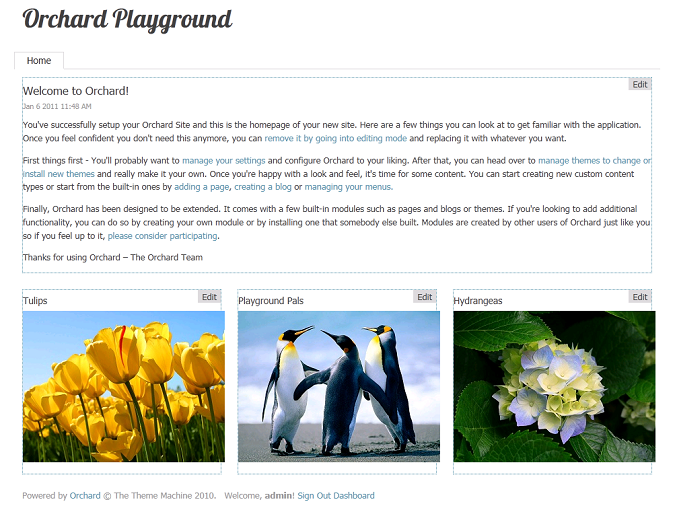 Orchard Playground
Home
Edit
Welcome to Orchard!
Jan 6 2011 11:48 AM
You've successfully setup your Orchard Site and this is the homepage of your new site. Here are a few things you can look at to get familiar with the application.
Once you feel confident you don't need this anymore, you can remove it by going into editing mode and replacing it with whatever you want.
First things first - You'll probably want to manage your settings and configure Orchard to your liking. After that, you can head over to manage themes to change or
install new themes and really make it your own. Once you're happy with a look and feel, it's time for some content. You can start creating new custom content
types or start from the built-in ones by adding a page, creating a blog or managing your menus.
Finally, Orchard has been designed to be extended. It comes with a few built-in modules such as pages and blogs or themes. If you're looking to add additional
functionality, you can do so by creating your own module or by installing one that somebody else built. Modules are created by other users of Orchard just like you
so if you feel up to it, please consider participating.
Thanks for using Orchard – The Orchard Team
Edit
Tulips
Edit
Playground Pals
Edit
Hydrangeas
Powered by Orchard © The Theme Machine 2010. Welcome, admin! Sign Out Dashboard